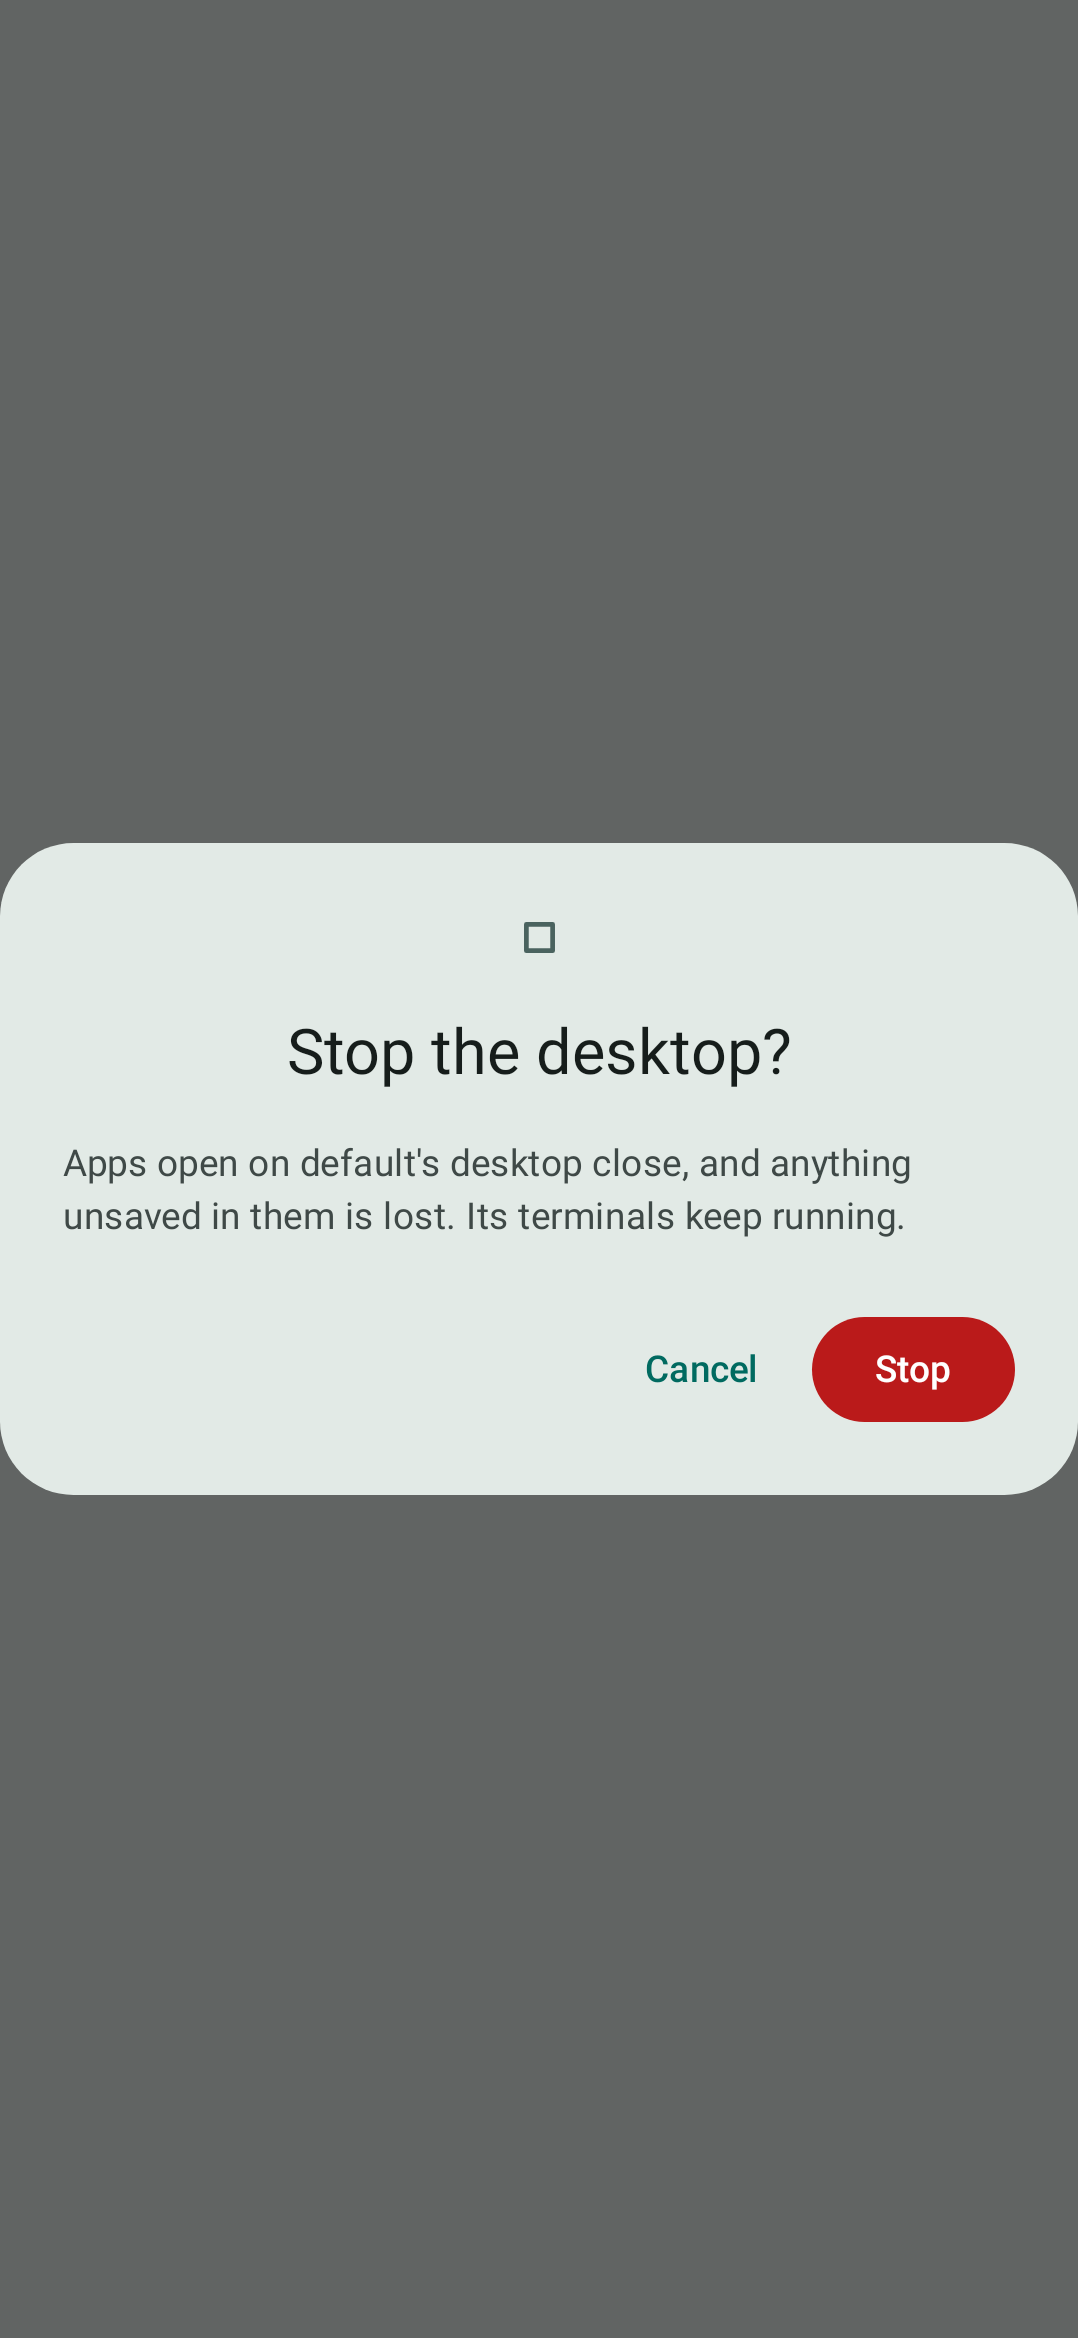 Stop the desktop?
Apps open on default's desktop close, and anything
unsaved in them is lost. Its terminals keep running.
Cancel
Stop